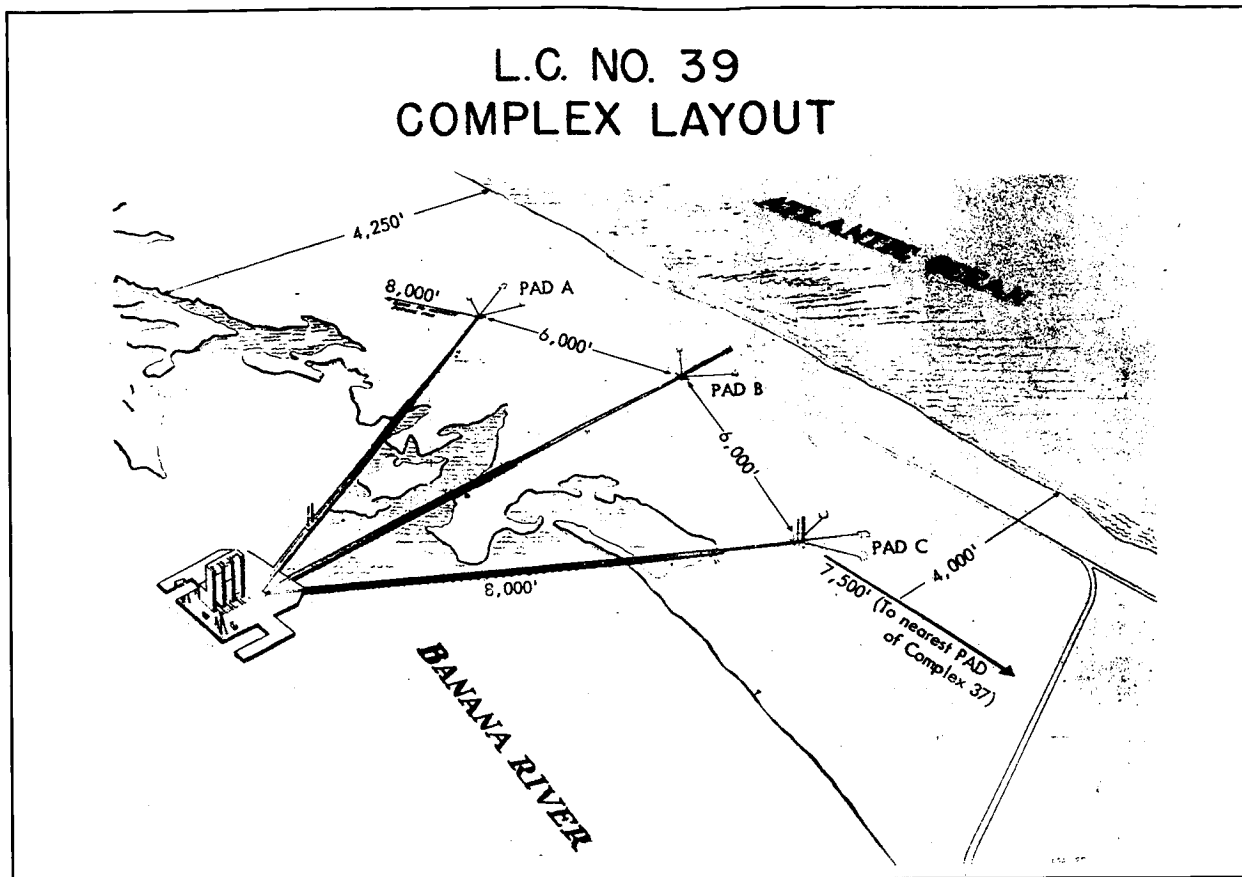 L.C. NO. 39
COMPLEX LAYOUT
4,250'
ATLANTIC OCEAN
8,000'
PAD A
6,000'
PAD B
6,000'
PAD C
8,000'
4,000'
7,500' (To nearest PAD
of Complex 37)
BANANA RIVER